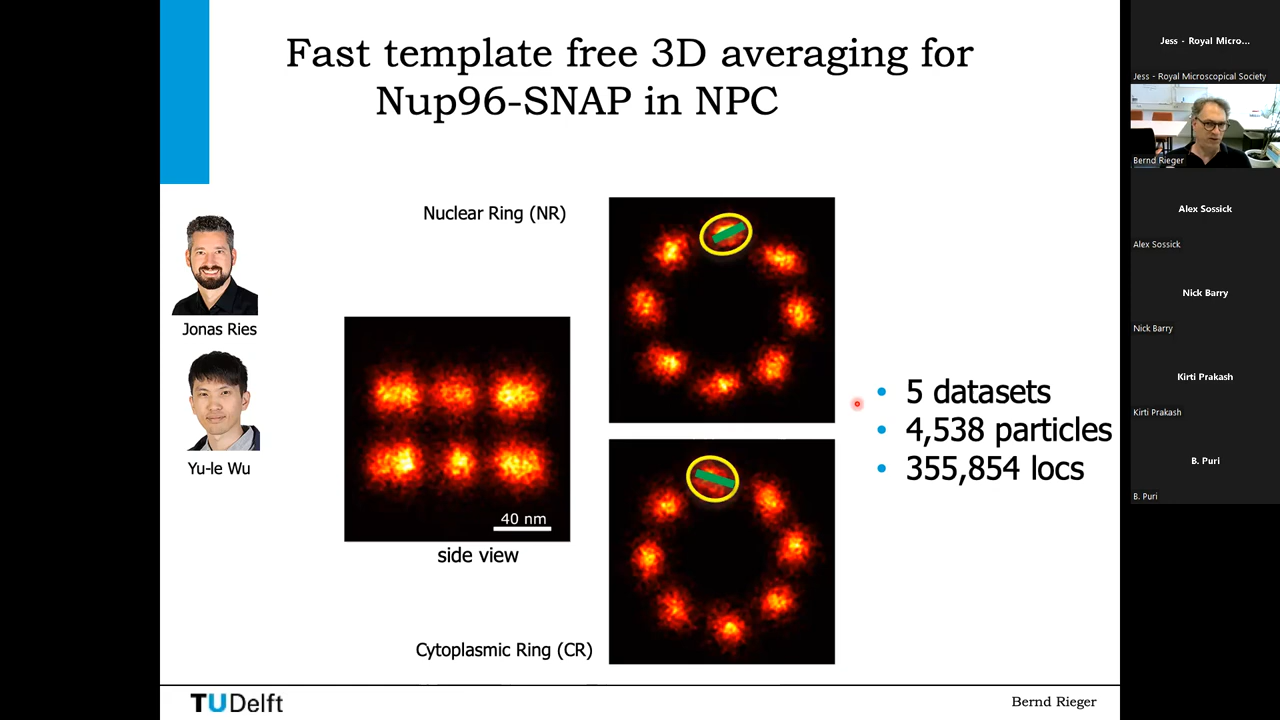 Fast template free 3D averaging for
Nup96-SNAP in NPC
Nuclear Ring (NR)
Jonas Ries
Yu-le Wu
40 nm
side view
Cytoplasmic Ring (CR)
• 5 datasets
• 4,538 particles
• 355,854 locs
TUDelft
Bernd Rieger
Jess - Royal Micro...
Jess - Royal Microscopical Society
Bernd Rieger
Alex Sossick
Alex Sossick
Nick Barry
Nick Barry
Kirti Prakash
Kirti Prakash
B. Puri
B. Puri